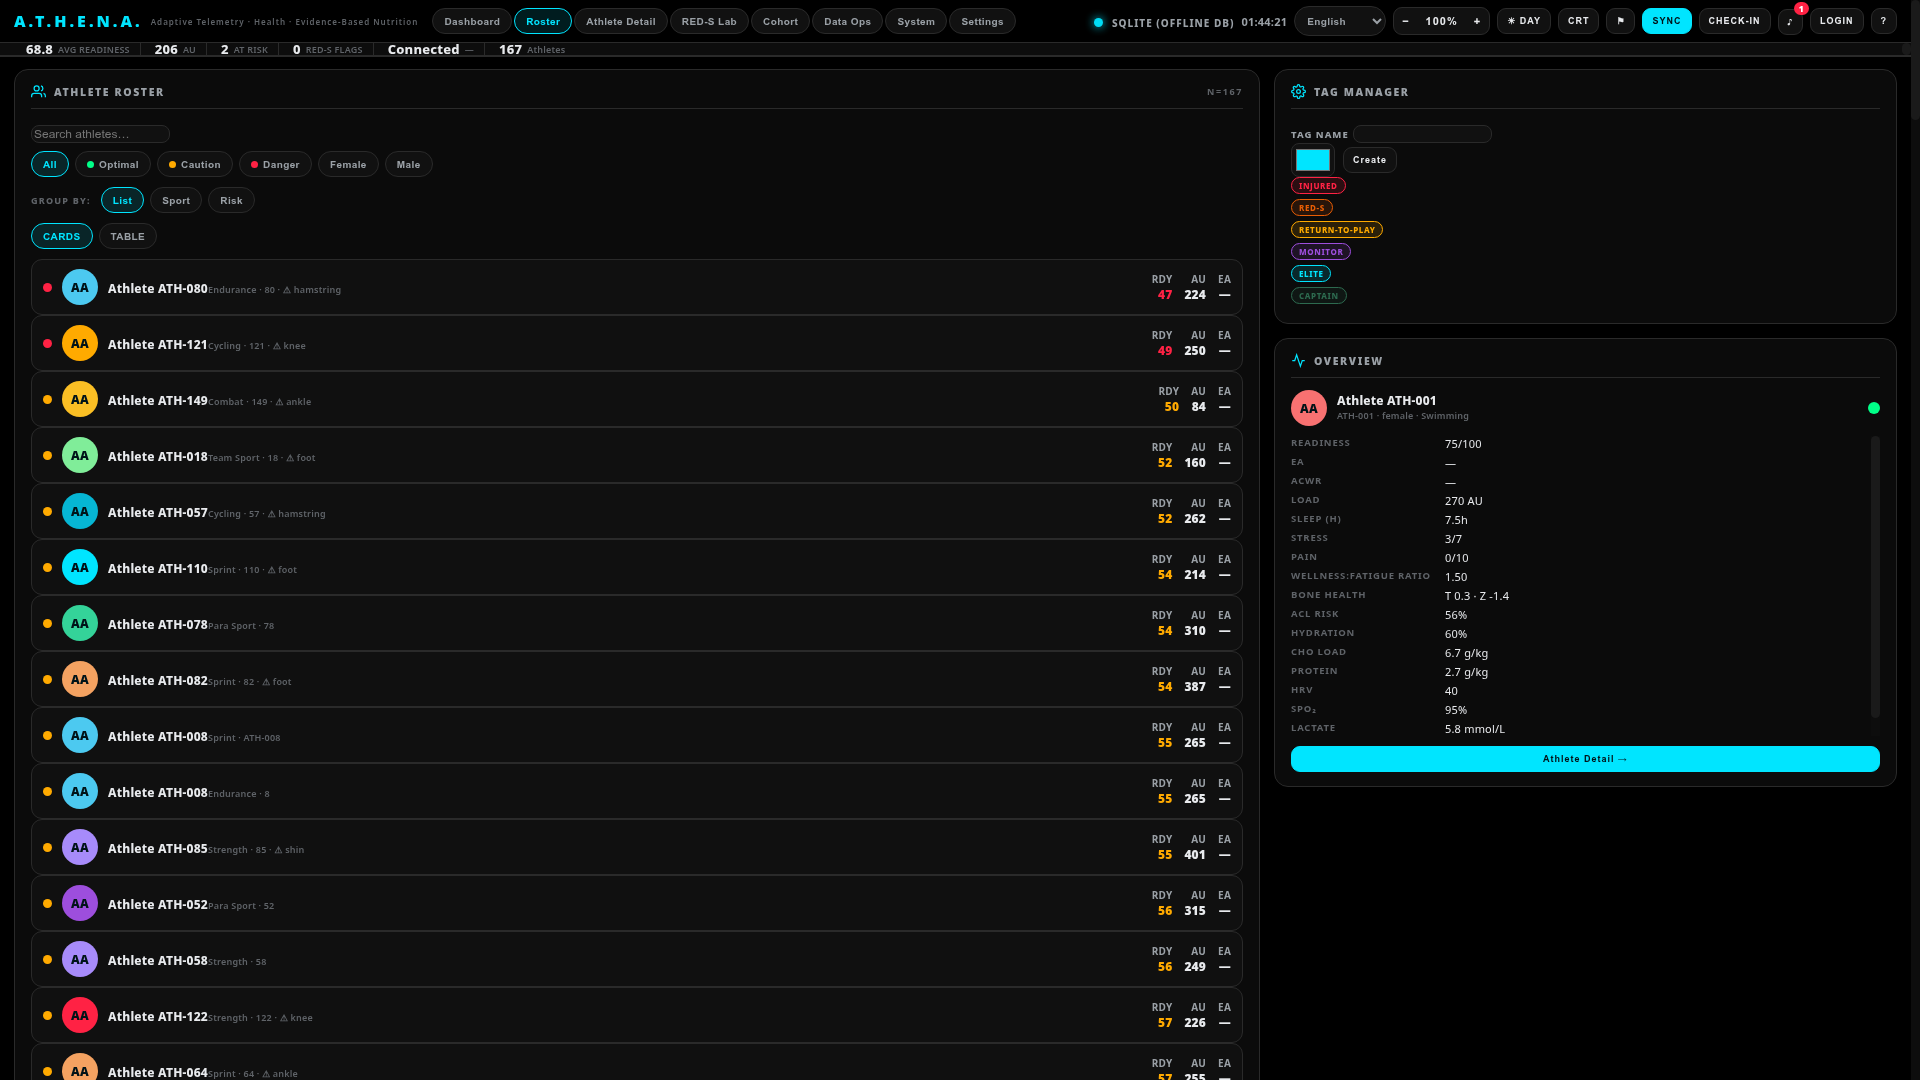 A.T.H.E.N.A. Adaptive Telemetry · Health · Evidence-Based Nutrition Dashboard Roster Athlete Detail RED-S Lab Cohort Data Ops System Settings SQLITE (OFFLINE DB) 01:44:21 English − 100% + ☀ DAY CRT ⚑ SYNC CHECK-IN ♪ 1 LOGIN ?
68.8 AVG READINESS 206 AU 2 AT RISK 0 RED-S FLAGS Connected — 167 Athletes
ATHLETE ROSTER N=167
Search athletes…
All Optimal Caution Danger Female Male
GROUP BY: List Sport Risk
CARDS TABLE
AA Athlete ATH-080 Endurance · 80 · ⚠ hamstring RDY 47 AU 224 EA —
AA Athlete ATH-121 Cycling · 121 · ⚠ knee RDY 49 AU 250 EA —
AA Athlete ATH-149 Combat · 149 · ⚠ ankle RDY 50 AU 84 EA —
AA Athlete ATH-018 Team Sport · 18 · ⚠ foot RDY 52 AU 160 EA —
AA Athlete ATH-057 Cycling · 57 · ⚠ hamstring RDY 52 AU 262 EA —
AA Athlete ATH-110 Sprint · 110 · ⚠ foot RDY 54 AU 214 EA —
AA Athlete ATH-078 Para Sport · 78 RDY 54 AU 310 EA —
AA Athlete ATH-082 Sprint · 82 · ⚠ foot RDY 54 AU 387 EA —
AA Athlete ATH-008 Sprint · ATH-008 RDY 55 AU 265 EA —
AA Athlete ATH-008 Endurance · 8 RDY 55 AU 265 EA —
AA Athlete ATH-085 Strength · 85 · ⚠ shin RDY 55 AU 401 EA —
AA Athlete ATH-052 Para Sport · 52 RDY 56 AU 315 EA —
AA Athlete ATH-058 Strength · 58 RDY 56 AU 249 EA —
AA Athlete ATH-122 Strength · 122 · ⚠ knee RDY 57 AU 226 EA —
AA Athlete ATH-064 Sprint · 64 · ⚠ ankle RDY 57 AU 255 EA —
TAG MANAGER
TAG NAME
Create
INJURED
RED-S
RETURN-TO-PLAY
MONITOR
ELITE
CAPTAIN
OVERVIEW
AA Athlete ATH-001
ATH-001 · female · Swimming
READINESS 75/100
EA —
ACWR —
LOAD 270 AU
SLEEP (H) 7.5h
STRESS 3/7
PAIN 0/10
WELLNESS:FATIGUE RATIO 1.50
BONE HEALTH T 0.3 · Z -1.4
ACL RISK 56%
HYDRATION 60%
CHO LOAD 6.7 g/kg
PROTEIN 2.7 g/kg
HRV 40
SPO₂ 95%
LACTATE 5.8 mmol/L
Athlete Detail →